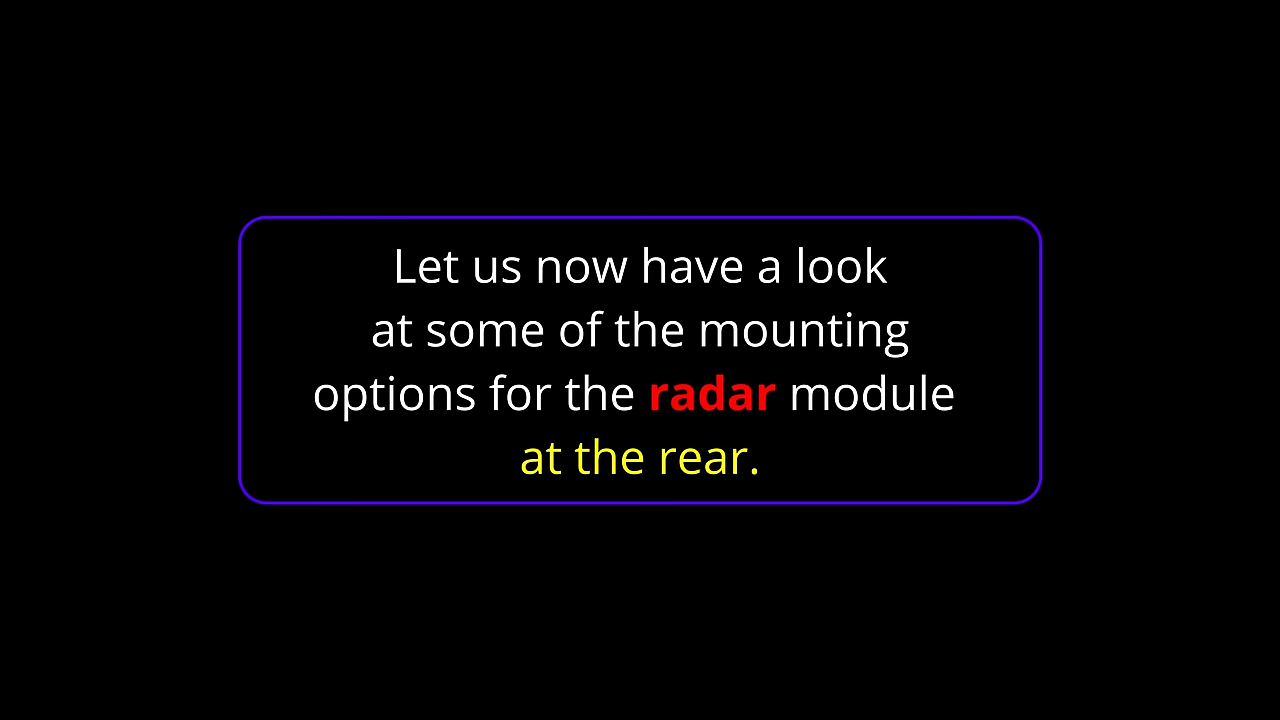 Let us now have a look
at some of the mounting
options for the radar module
at the rear.